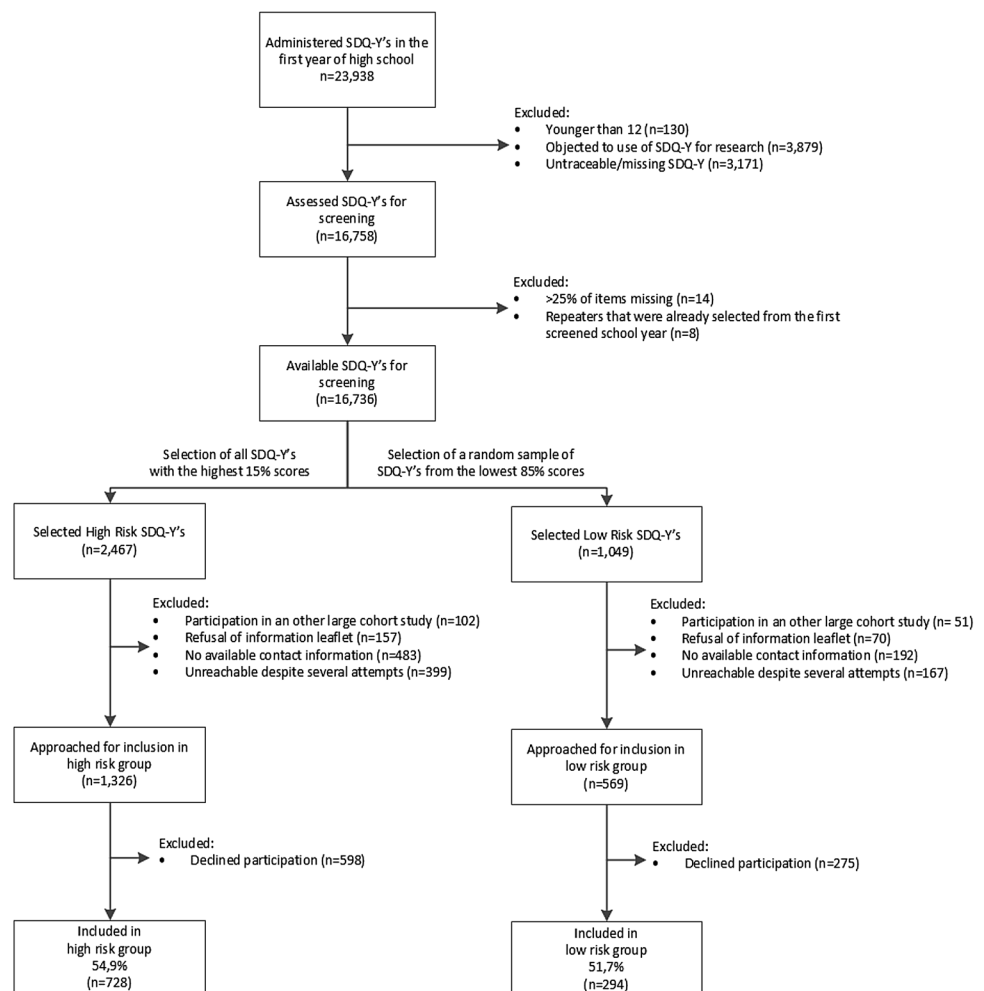 Administered SDQ-Y's in the
first year of high school
n=23,938
Excluded:
• Younger than 12 (n=130)
• Objected to use of SDQ-Y for research (n=3,879)
• Untraceable/missing SDQ-Y (n=3,171)
Assessed SDQ-Y's for
screening
(n=16,758)
Excluded:
• >25% of items missing (n=14)
• Repeaters that were already selected from the first
screened school year (n=8)
Available SDQ-Y's for
screening
(n=16,736)
Selection of all SDQ-Y's
with the highest 15% scores
Selection of a random sample of
SDQ-Y's from the lowest 85% scores
Selected High Risk SDQ-Y's
(n=2,467)
Selected Low Risk SDQ-Y's
(n=1,049)
Excluded:
• Participation in an other large cohort study (n=102)
• Refusal of information leaflet (n=157)
• No available contact information (n=483)
• Unreachable despite several attempts (n=399)
Excluded:
• Participation in an other large cohort study (n= 51)
• Refusal of information leaflet (n=70)
• No available contact information (n=192)
• Unreachable despite several attempts (n=167)
Approached for inclusion in
high risk group
(n=1,326)
Approached for inclusion in
low risk group
(n=569)
Excluded:
• Declined participation (n=598)
Excluded:
• Declined participation (n=275)
Included in
high risk group
54,9%
(n=728)
Included in
low risk group
51,7%
(n=294)